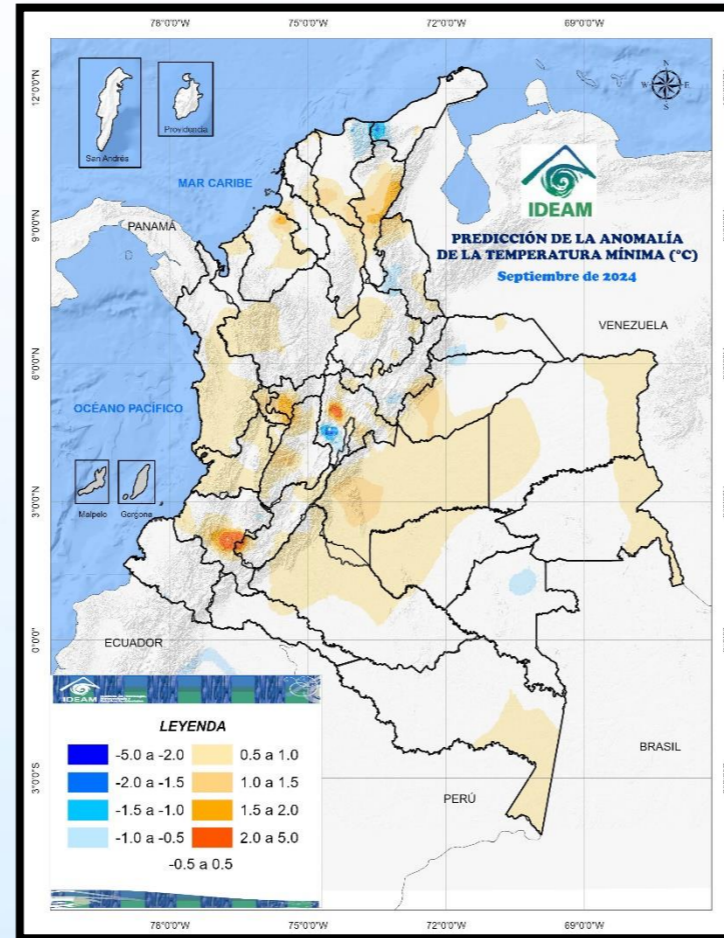 78°0'0"W 75°0'0"W 72°0'0"W 69°0'0"W
12°0'0"N
9°0'0"N
6°0'0"N
3°0'0"N
0°0'0"
3°0'0"S
N
W E
S
San Andrés
Providencia
MAR CARIBE
PANAMÁ
IDEAM
PREDICCIÓN DE LA ANOMALÍA
DE LA TEMPERATURA MÍNIMA (°C)
Septiembre de 2024
VENEZUELA
OCÉANO PACÍFICO
Malpelo
Gorgona
ECUADOR
BRASIL
PERÚ
IDEAM
LEYENDA
-5.0 a -2.0 0.5 a 1.0
-2.0 a -1.5 1.0 a 1.5
-1.5 a -1.0 1.5 a 2.0
-1.0 a -0.5 2.0 a 5.0
-0.5 a 0.5
78°0'0"W 75°0'0"W 72°0'0"W 69°0'0"W